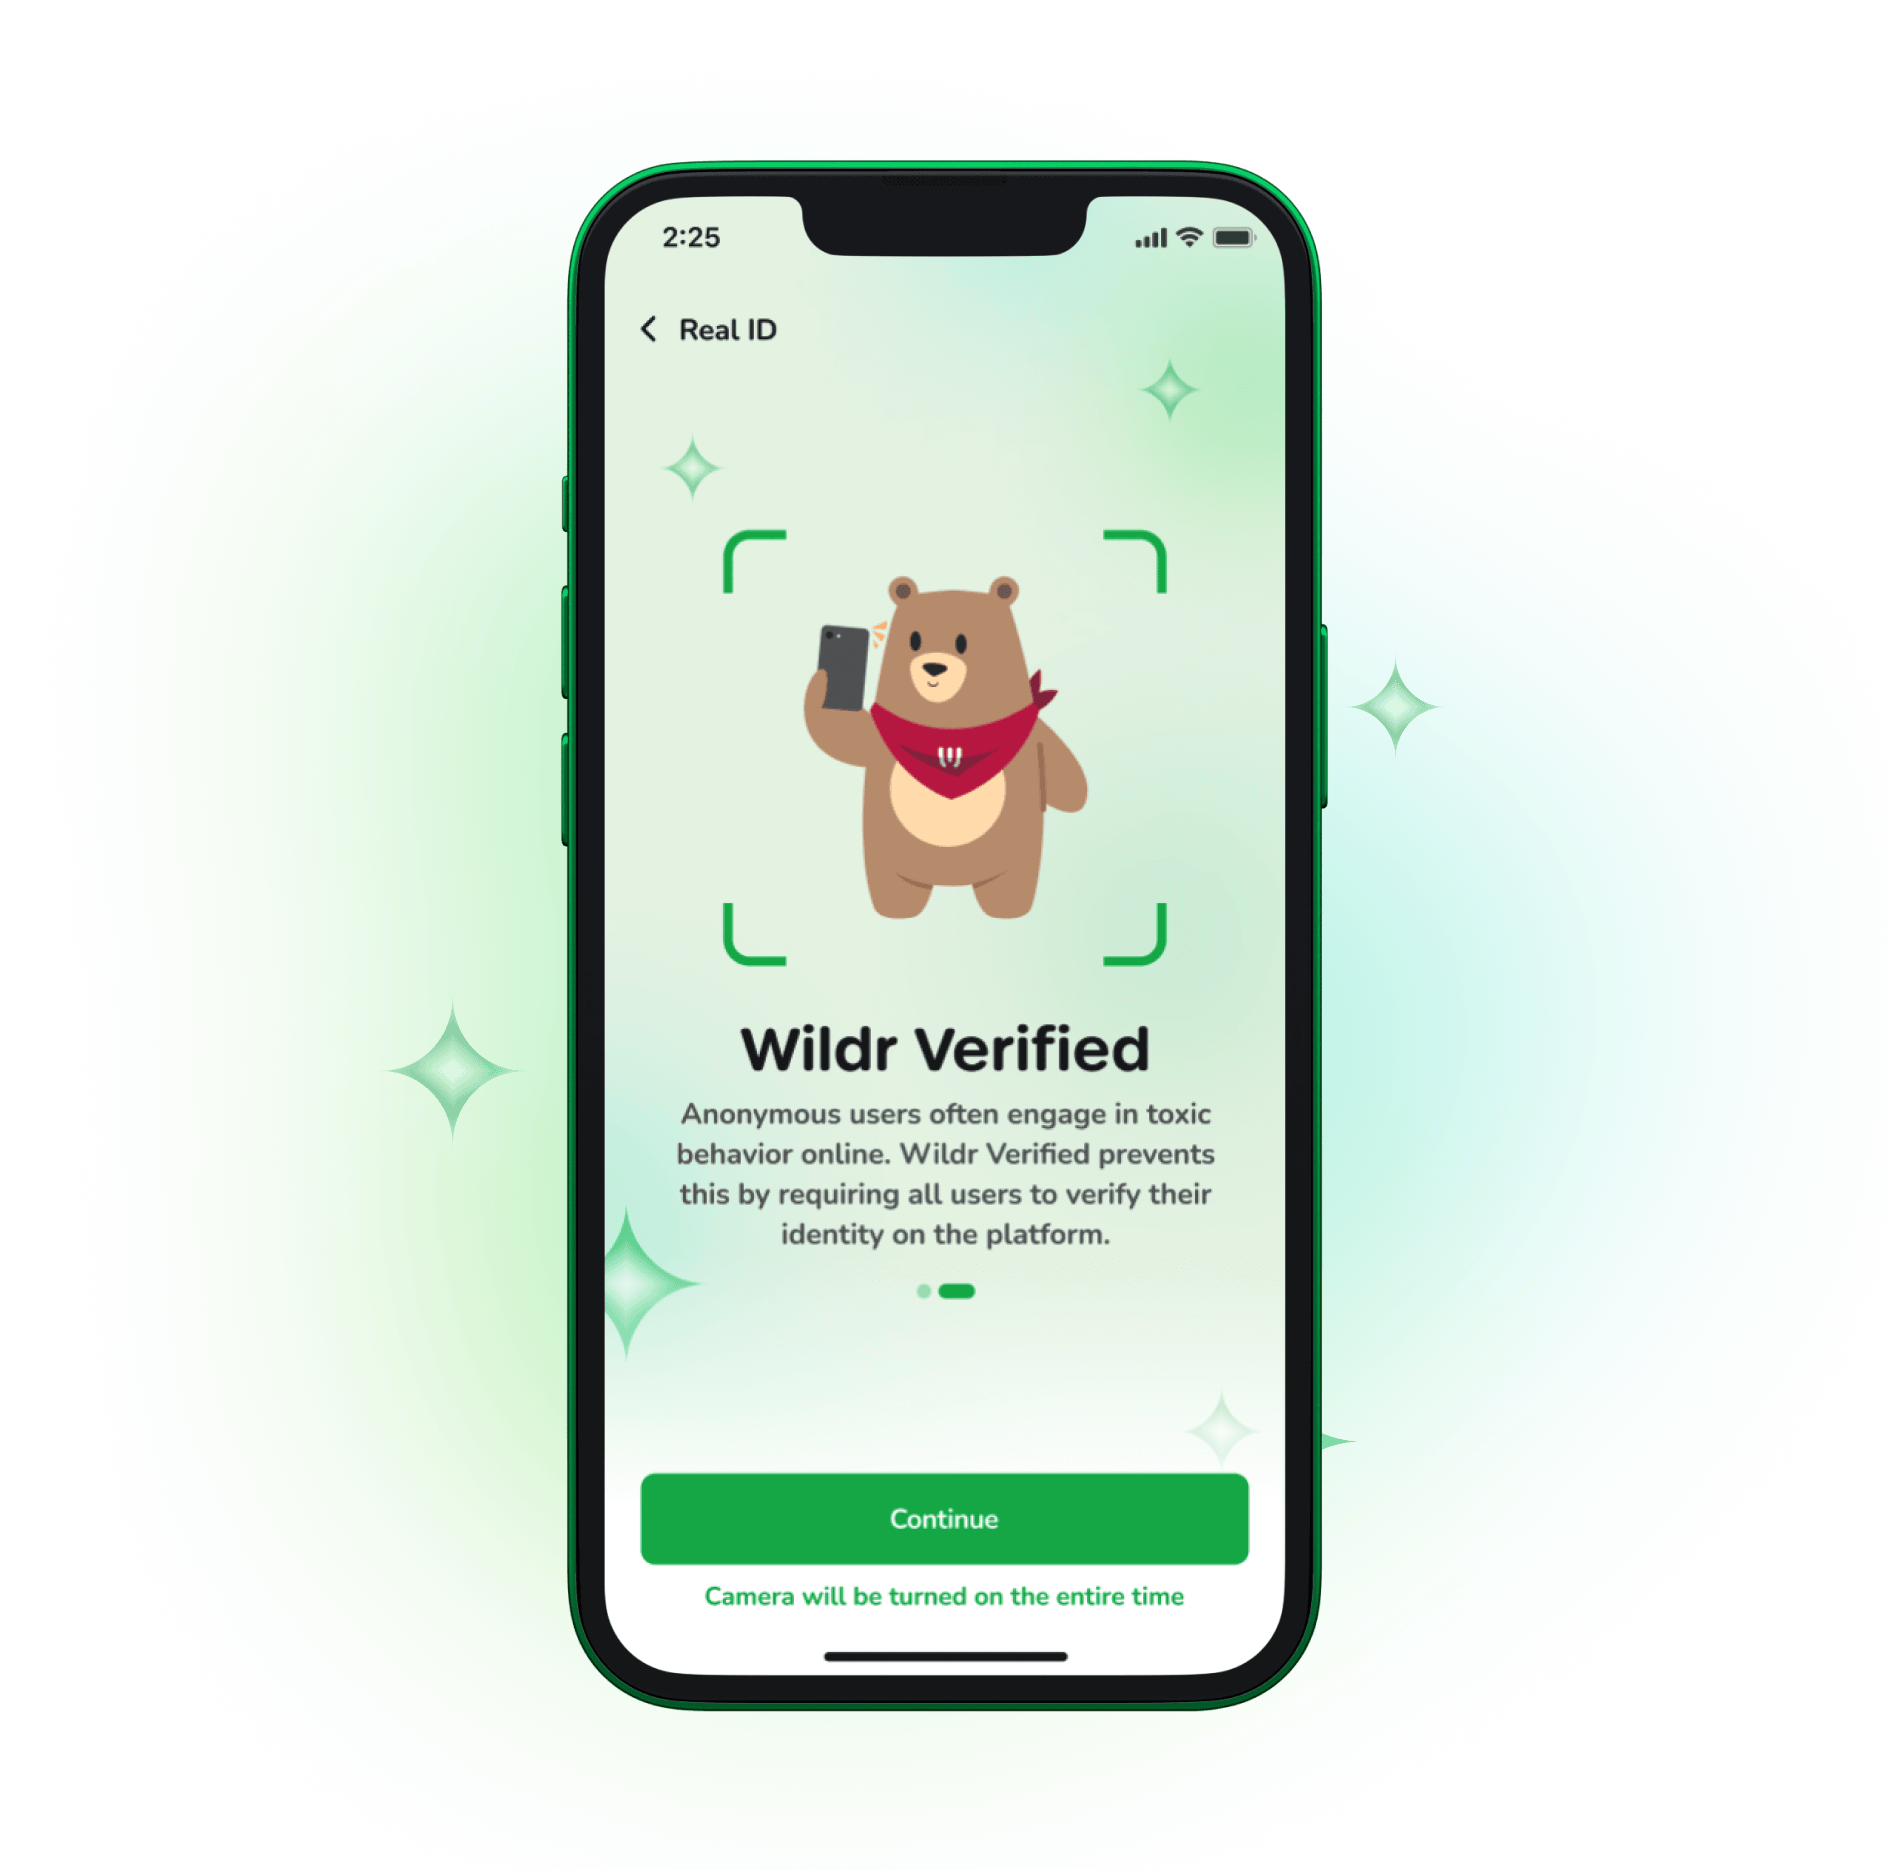 2:25
Real ID
Wildr Verified
Anonymous users often engage in toxic
behavior online. Wildr Verified prevents
this by requiring all users to verify their
identity on the platform.
Continue
Camera will be turned on the entire time